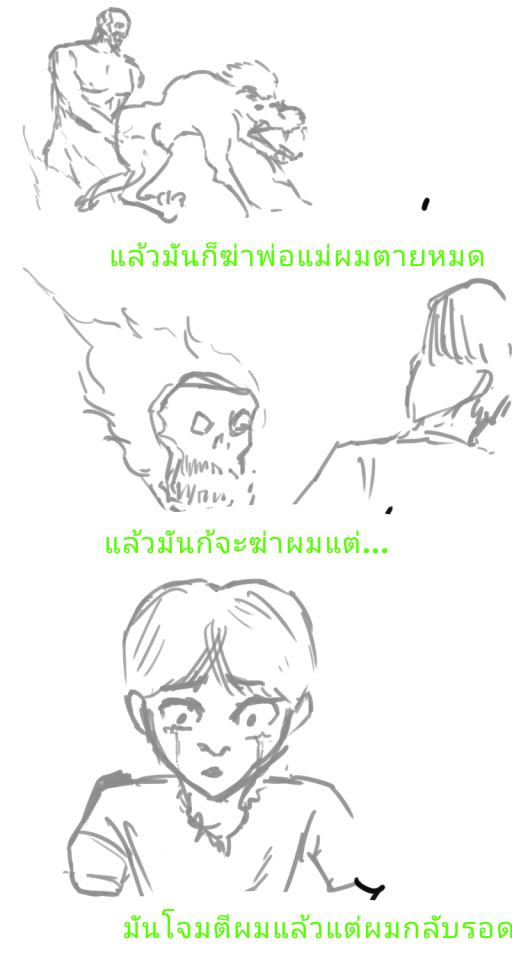 แล้วมันก็ฆ่าพ่อแม่ผมตายหมด
แล้วมันก้จะฆ่าผมแต่...
มันโจมตีผมแล้วแต่ผมกลับรอด